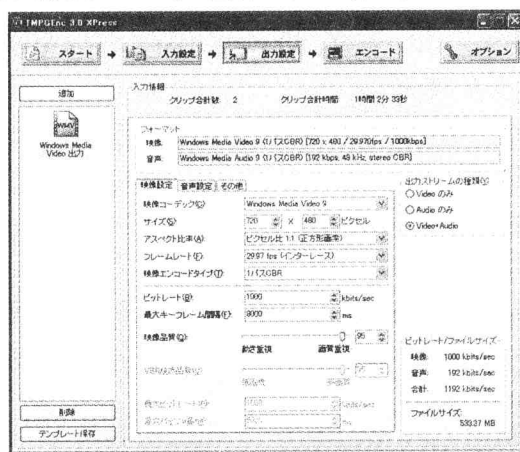 TMPGEnc 3.0 XPress
スタート
入力設定
出力設定
エンコード
オプション
追加
WMV
Windows Media
Video 出力
削除
テンプレート保存
入力情報
クリップ合計数 2 クリップ合計時間 1時間 2分 33秒
フォーマット
映像 Windows Media Video 9 (1パスCBR) [720 x 480 / 29.970fps / 1000kbps]
音声 Windows Media Audio 9 (1パスCBR) [192 kbps, 48 kHz, stereo CBR]
映像設定 音声設定 その他
映像コーデック(C): Windows Media Video 9
サイズ(S): 720 × 480 ピクセル
アスペクト比率(A): ピクセル比 1:1 (正方形画素)
フレームレート(F): 29.97 fps (インターレース)
映像エンコードタイプ(T): 1パスCBR
ビットレート(B): 1000 kbits/sec
最大キーフレーム間隔(E): 8000 ms
映像品質(Q): 95
動き重視 画質重視
出力ストリームの種類(V)
Video のみ
Audio のみ
Video+Audio
ビットレート/ファイルサイズ
映像: 1000 kbits/sec
音声: 192 kbits/sec
合計: 1192 kbits/sec
ファイルサイズ:
533.37 MB